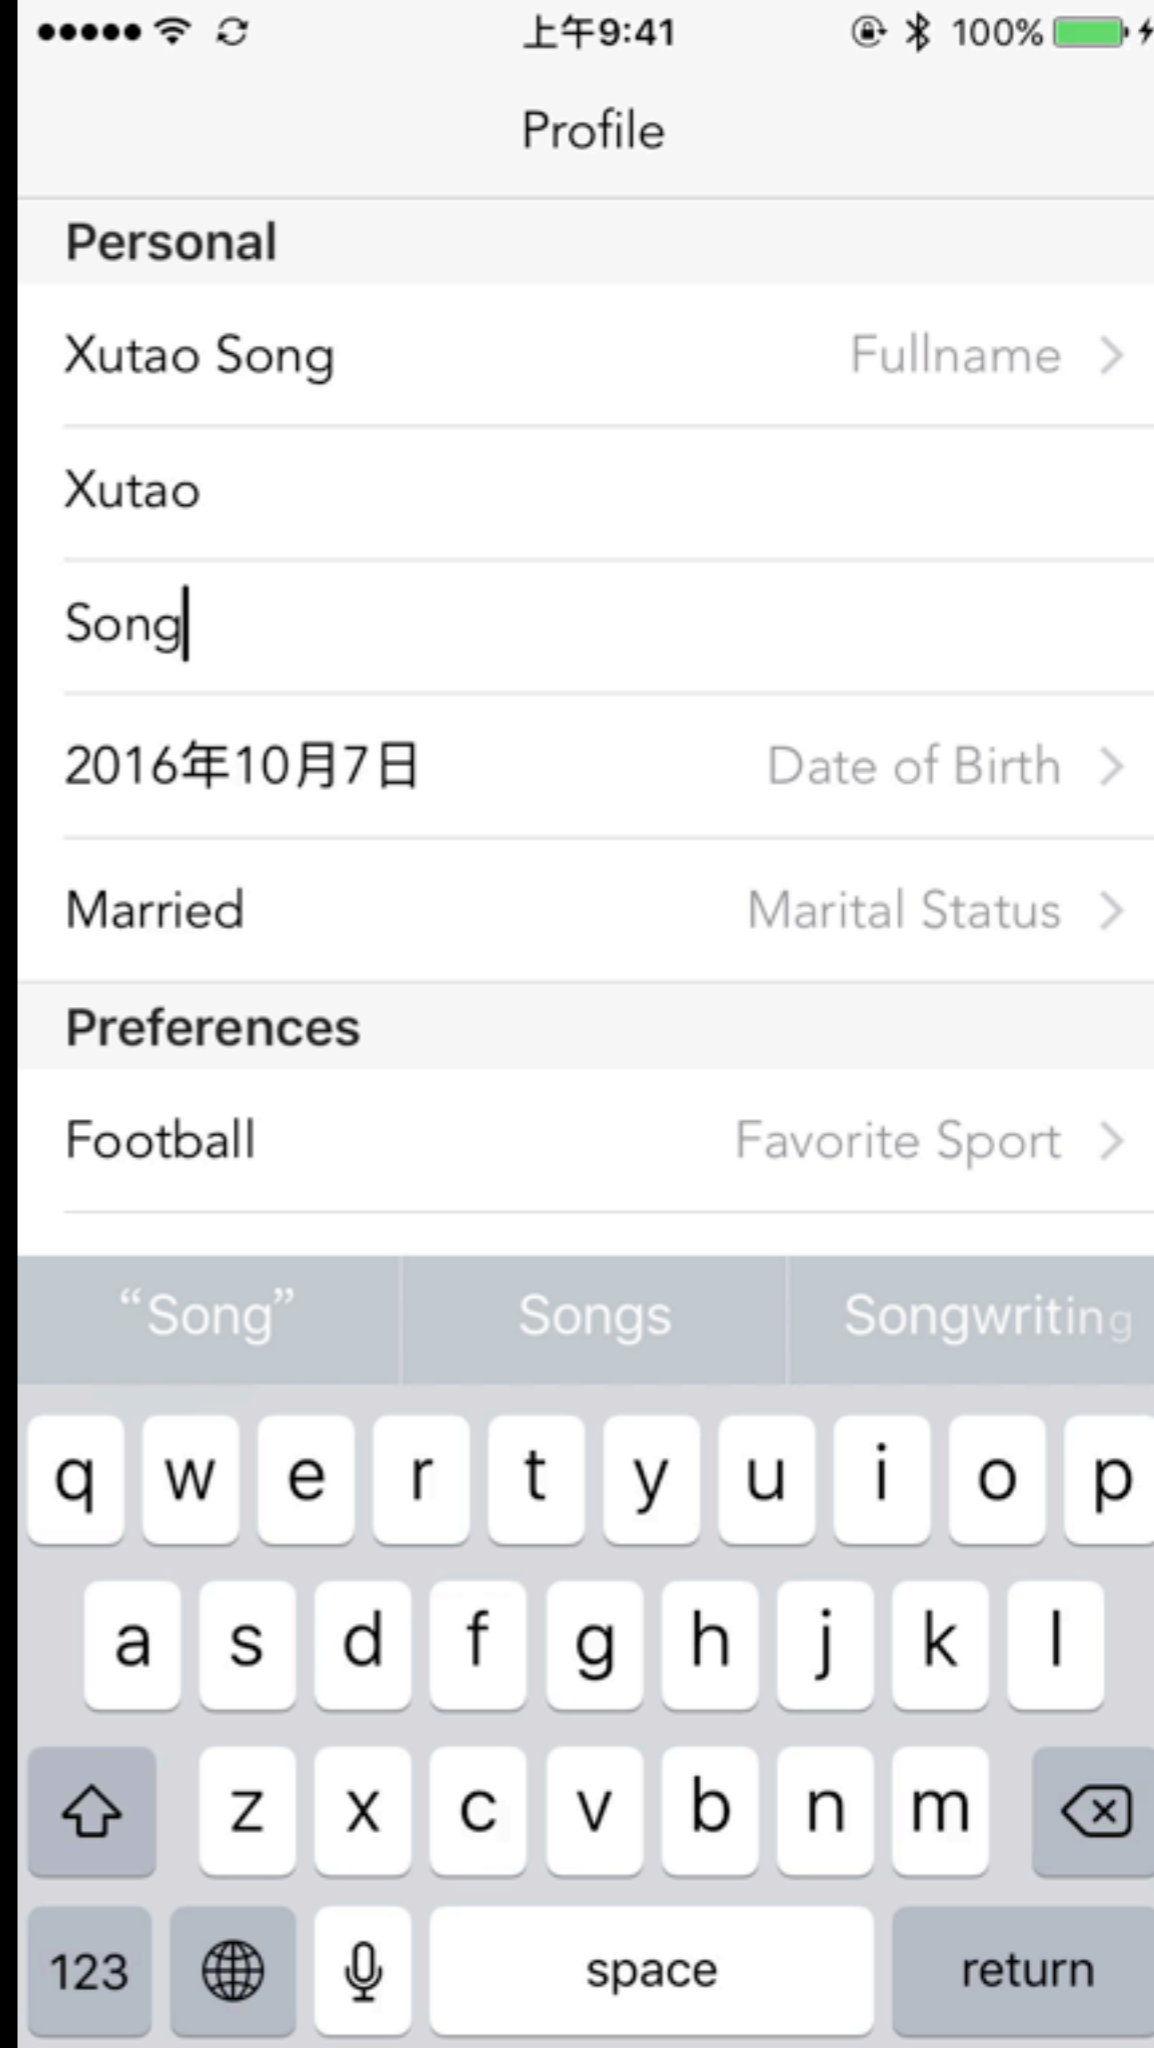 上午9:41 100%
Profile
Personal
Xutao Song Fullname
Xutao
Song
2016年10月7日 Date of Birth
Married Marital Status
Preferences
Football Favorite Sport
“Song” Songs Songwriting
q w e r t y u i o p
a s d f g h j k l
z x c v b n m
123 space return